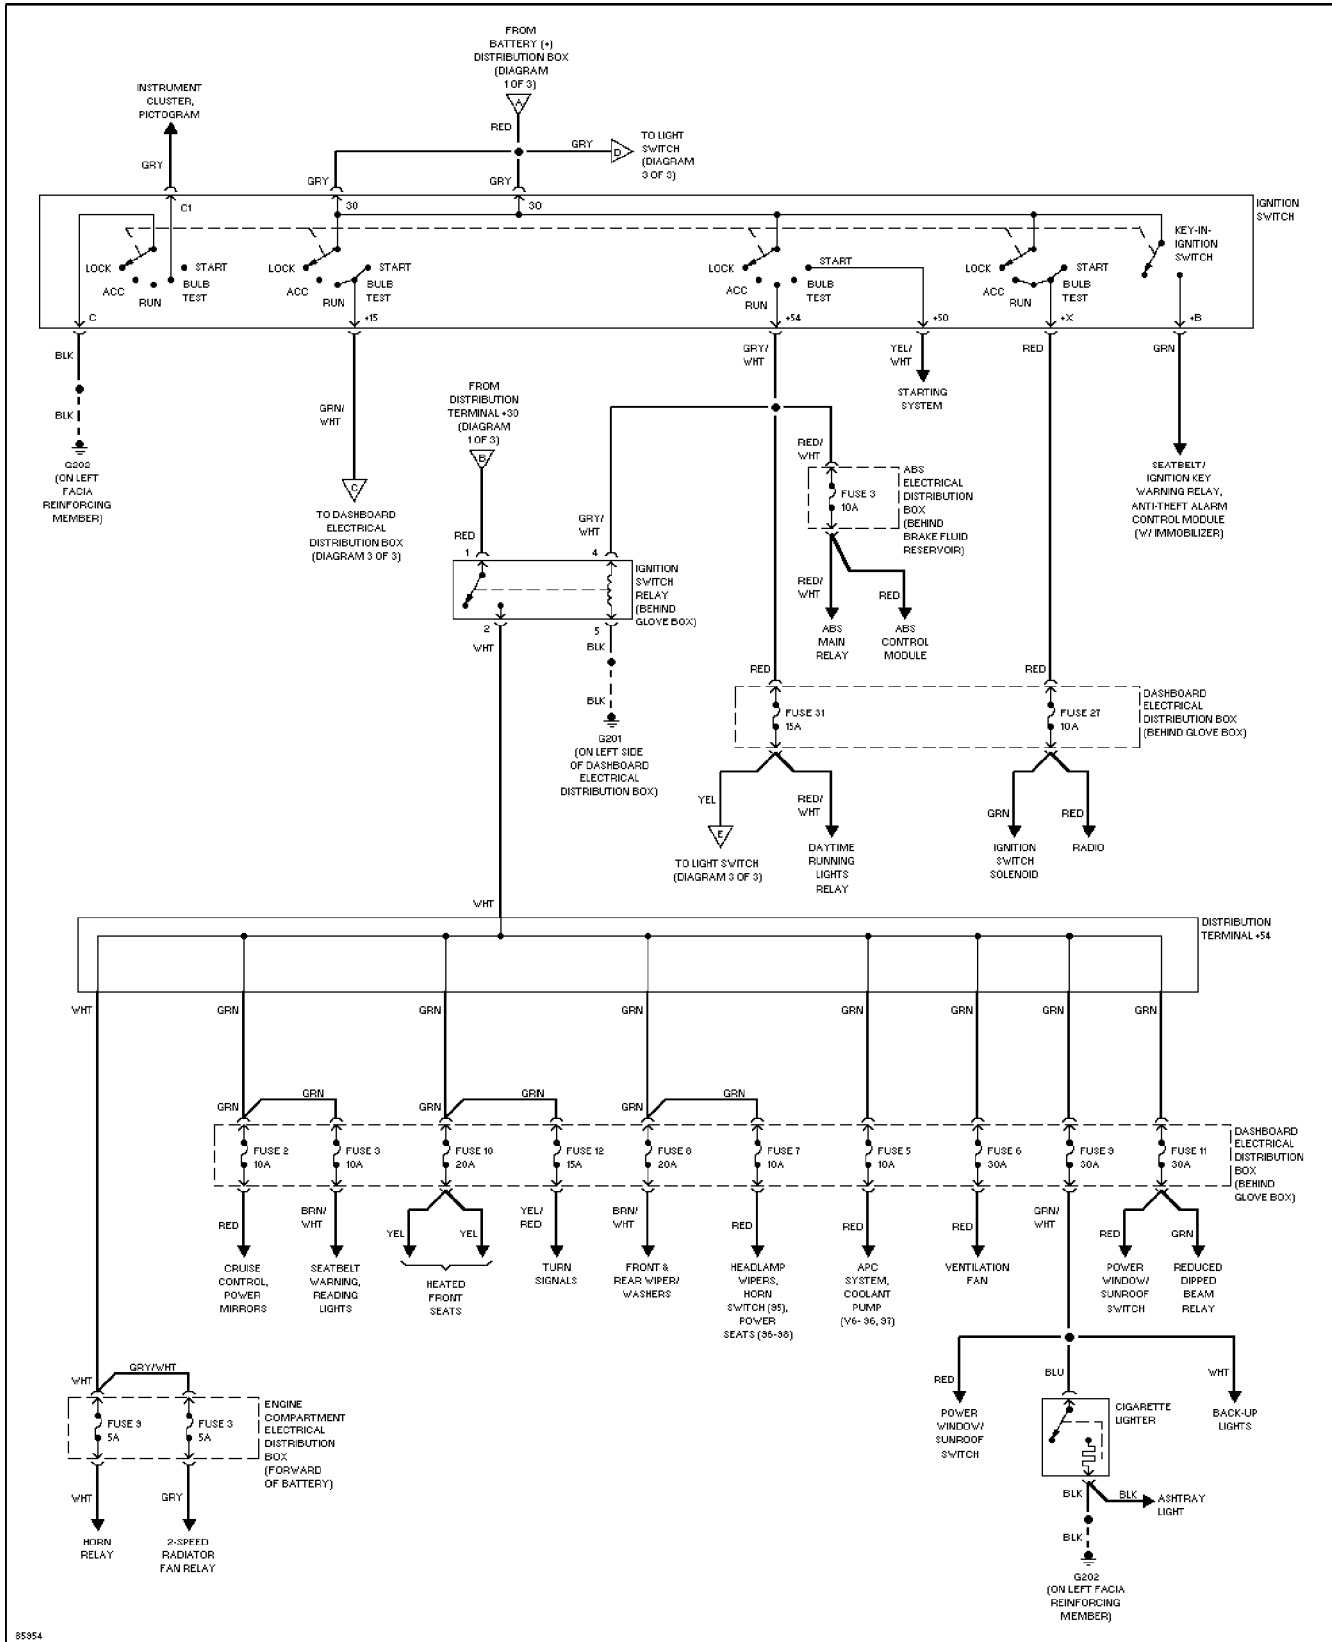 FROM
BATTERY (+)
DISTRIBUTION BOX
(DIAGRAM
1 OF 3)
A
RED
INSTRUMENT
CLUSTER,
PICTOGRAM
GRY
GRY
D
TO LIGHT
SWITCH
(DIAGRAM
3 OF 3)
GRY
GRY
C1
30
30
IGNITION
SWITCH
LOCK
ACC
RUN
BULB
TEST
START
LOCK
ACC
RUN
BULB
TEST
START
LOCK
ACC
RUN
BULB
TEST
START
LOCK
ACC
RUN
BULB
TEST
START
KEY-IN-
IGNITION
SWITCH
C
+15
+54
+50
+X
+B
BLK
BLK
G202
(ON LEFT
FACIA
REINFORCING
MEMBER)
GRN/
WHT
C
TO DASHBOARD
ELECTRICAL
DISTRIBUTION BOX
(DIAGRAM 3 OF 3)
FROM
DISTRIBUTION
TERMINAL +30
(DIAGRAM
1 OF 3)
B
RED
GRY/
WHT
GRY/
WHT
YEL/
WHT
STARTING
SYSTEM
RED
GRN
SEATBELT/
IGNITION KEY
WARNING RELAY,
ANTI-THEFT ALARM
CONTROL MODULE
(W/ IMMOBILIZER)
RED/
WHT
FUSE 3
10A
ABS
ELECTRICAL
DISTRIBUTION
BOX
(BEHIND
BRAKE FLUID
RESERVOIR)
RED/
WHT
RED
ABS
MAIN
RELAY
ABS
CONTROL
MODULE
1
4
2
5
IGNITION
SWITCH
RELAY
(BEHIND
GLOVE BOX)
WHT
BLK
BLK
G201
(ON LEFT SIDE
OF DASHBOARD
ELECTRICAL
DISTRIBUTION BOX)
RED
RED
FUSE 31
15A
FUSE 27
10A
DASHBOARD
ELECTRICAL
DISTRIBUTION BOX
(BEHIND GLOVE BOX)
YEL
RED/
WHT
GRN
RED
E
TO LIGHT SWITCH
(DIAGRAM 3 OF 3)
DAYTIME
RUNNING
LIGHTS
RELAY
IGNITION
SWITCH
SOLENOID
RADIO
WHT
DISTRIBUTION
TERMINAL +54
WHT
GRN
GRN
GRN
GRN
GRN
GRN
GRN
GRN
GRN
GRN
GRN
GRN
GRN
FUSE 2
10A
FUSE 3
10A
FUSE 10
20A
FUSE 12
15A
FUSE 8
20A
FUSE 7
10A
FUSE 5
10A
FUSE 6
30A
FUSE 9
30A
FUSE 11
30A
DASHBOARD
ELECTRICAL
DISTRIBUTION
BOX
(BEHIND
GLOVE BOX)
RED
BRN/
WHT
YEL
YEL
YEL/
RED
BRN/
WHT
RED
RED
RED
GRN/
WHT
RED
GRN
CRUISE
CONTROL,
POWER
MIRRORS
SEATBELT
WARNING,
READING
LIGHTS
HEATED
FRONT
SEATS
TURN
SIGNALS
FRONT &
REAR WIPER/
WASHERS
HEADLAMP
WIPERS,
HORN
SWITCH (95),
POWER
SEATS (96-98)
APC
SYSTEM,
COOLANT
PUMP
(V6- 96, 97)
VENTILATION
FAN
POWER
WINDOW/
SUNROOF
SWITCH
REDUCED
DIPPED
BEAM
RELAY
GRY/WHT
WHT
FUSE 9
5A
FUSE 3
5A
ENGINE
COMPARTMENT
ELECTRICAL
DISTRIBUTION
BOX
(FORWARD
OF BATTERY)
WHT
GRY
HORN
RELAY
2-SPEED
RADIATOR
FAN RELAY
RED
BLU
WHT
POWER
WINDOW/
SUNROOF
SWITCH
CIGARETTE
LIGHTER
BACK-UP
LIGHTS
BLK
BLK
ASHTRAY
LIGHT
BLK
G202
(ON LEFT FACIA
REINFORCING
MEMBER)
85954